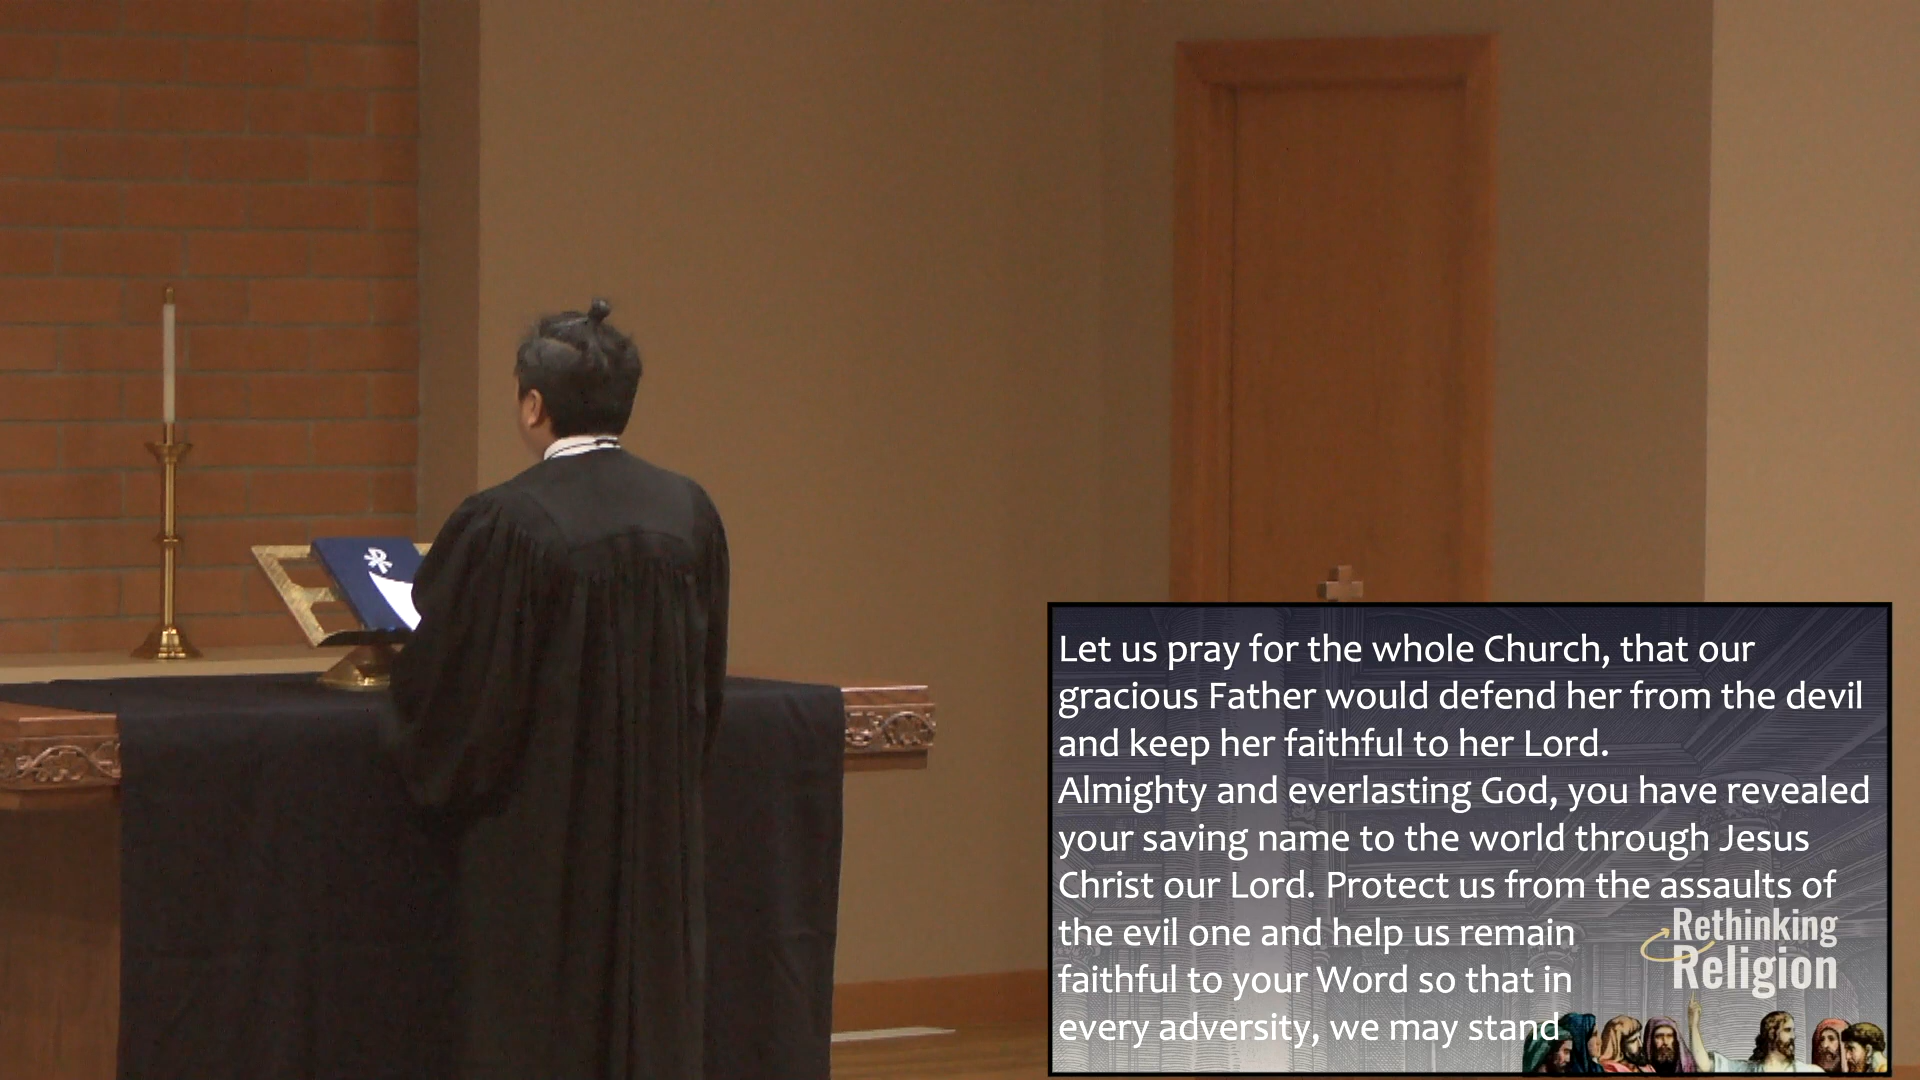 Let us pray for the whole Church, that our
gracious Father would defend her from the devil
and keep her faithful to her Lord.
Almighty and everlasting God, you have revealed
your saving name to the world through Jesus
Christ our Lord. Protect us from the assaults of
the evil one and help us remain
faithful to your Word so that in
every adversity, we may stand
Rethinking
Religion